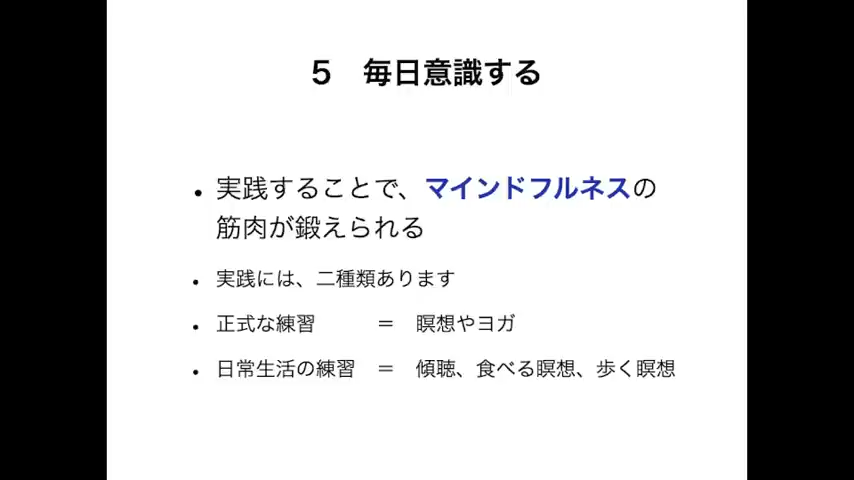 ５　毎日意識する
• 実践することで、マインドフルネスの
筋肉が鍛えられる
• 実践には、二種類あります
• 正式な練習　　　＝　瞑想やヨガ
• 日常生活の練習　＝　傾聴、食べる瞑想、歩く瞑想